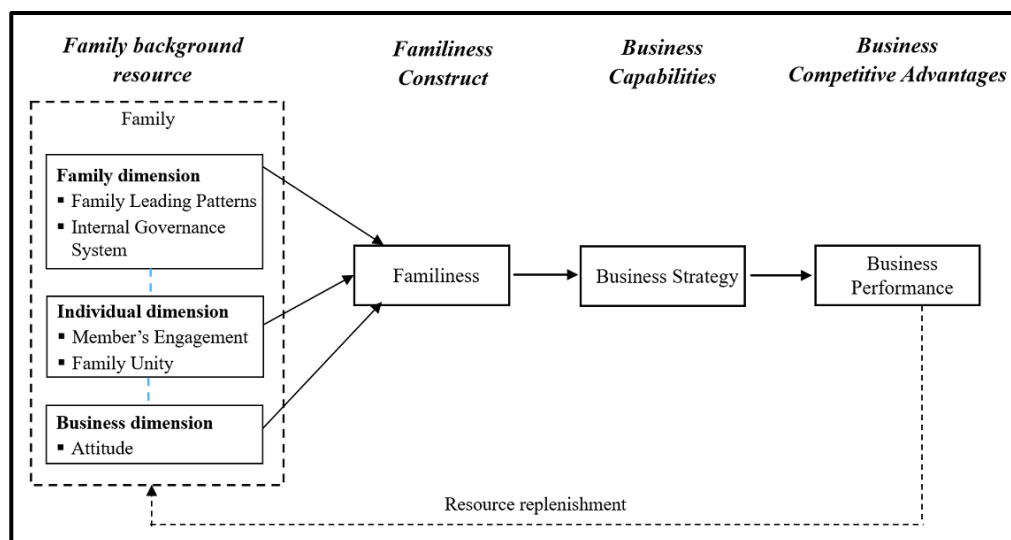 Family background
resource
Familiness
Construct
Business
Capabilities
Business
Competitive Advantages
Family
Family dimension
▪ Family Leading Patterns
▪ Internal Governance
System
Individual dimension
▪ Member’s Engagement
▪ Family Unity
Business dimension
▪ Attitude
Familiness
Business Strategy
Business
Performance
Resource replenishment